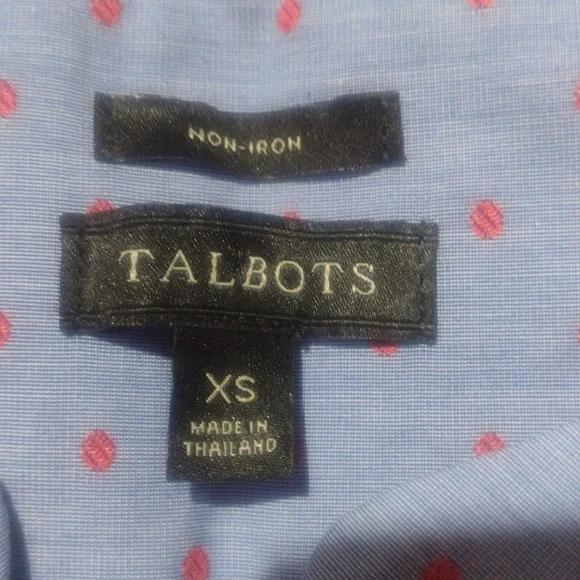 NON-IRON
TALBOTS
XS
MADE IN
THAILAND